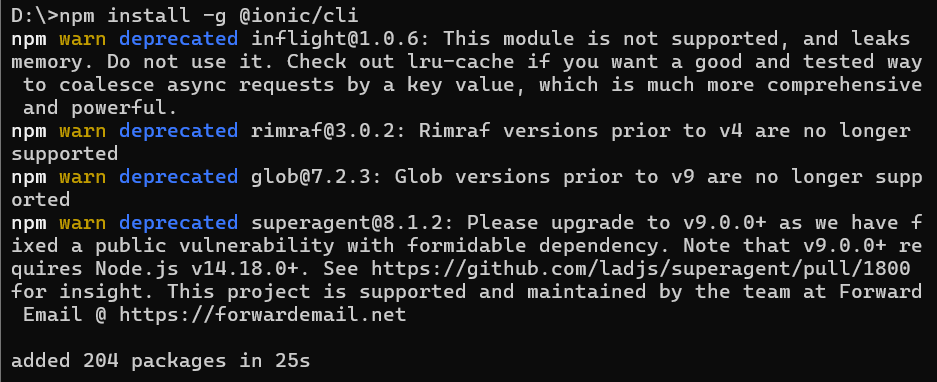 D:\>npm install -g @ionic/cli
npm warn deprecated inflight@1.0.6: This module is not supported, and leaks
memory. Do not use it. Check out lru-cache if you want a good and tested way
 to coalesce async requests by a key value, which is much more comprehensive
 and powerful.
npm warn deprecated rimraf@3.0.2: Rimraf versions prior to v4 are no longer
supported
npm warn deprecated glob@7.2.3: Glob versions prior to v9 are no longer supp
orted
npm warn deprecated superagent@8.1.2: Please upgrade to v9.0.0+ as we have f
ixed a public vulnerability with formidable dependency. Note that v9.0.0+ re
quires Node.js v14.18.0+. See https://github.com/ladjs/superagent/pull/1800
for insight. This project is supported and maintained by the team at Forward
 Email @ https://forwardemail.net
added 204 packages in 25s